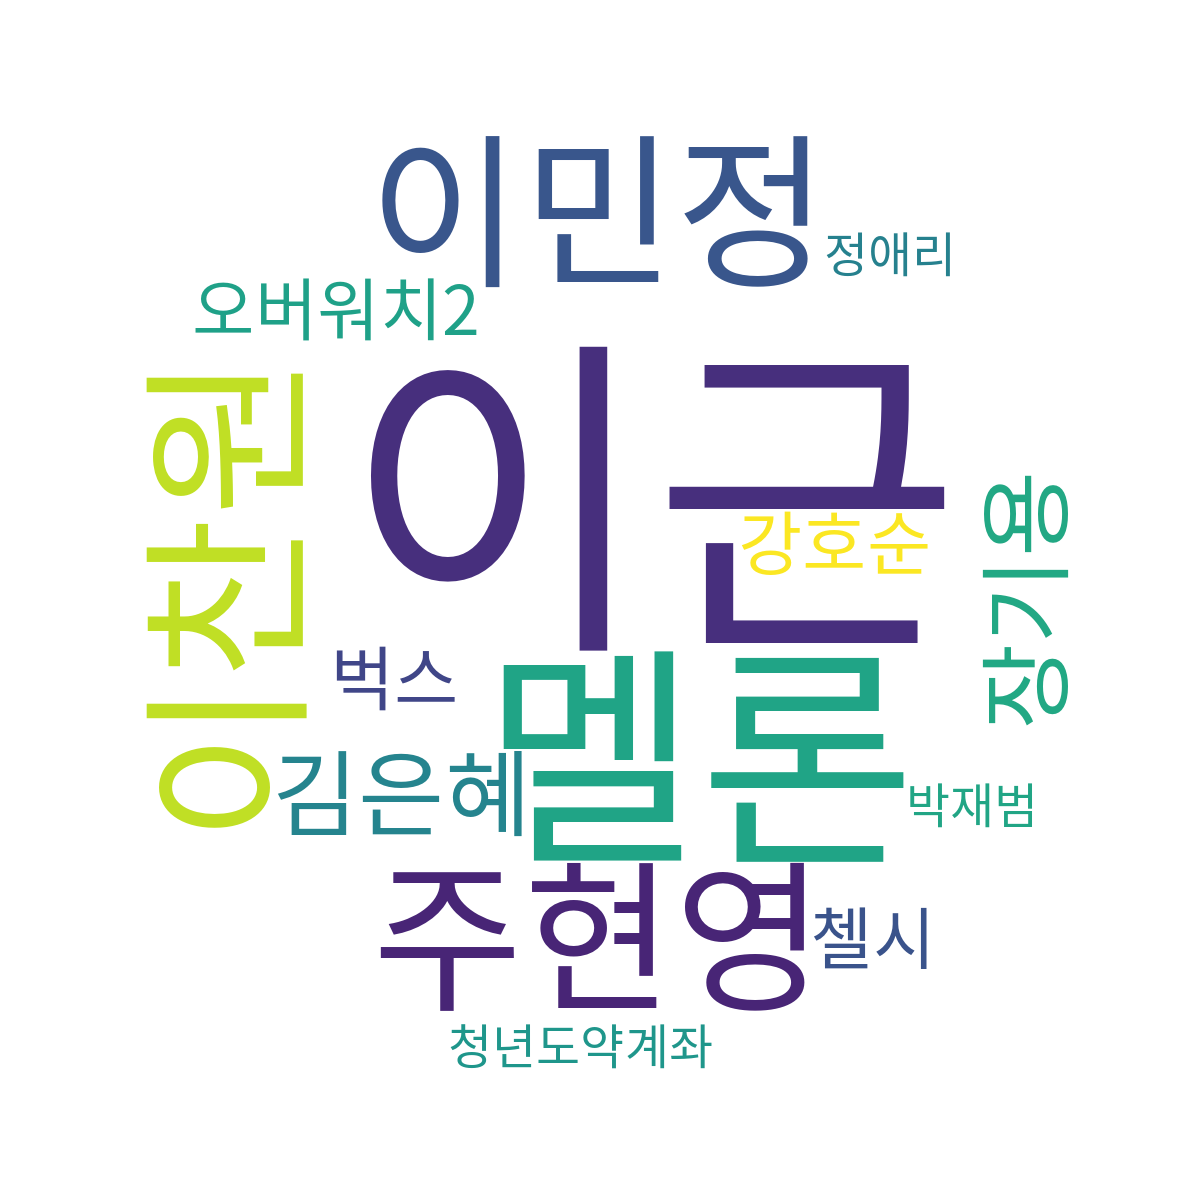 이민정
정애리
오버워치2
이찬원
이근
강호순
장기용
벅스
멜론
김은혜
박재범
주현영
첼시
청년도약계좌